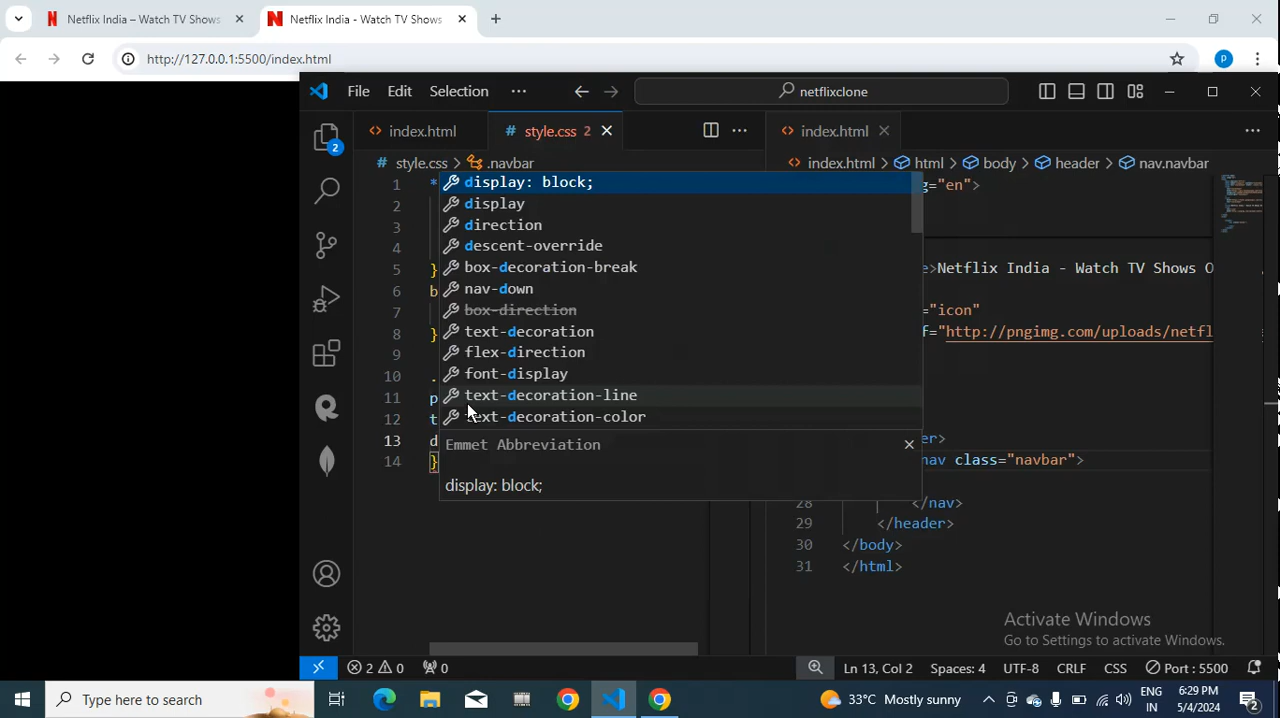 Netflix India – Watch TV Shows
Netflix India - Watch TV Shows
http://127.0.0.1:5500/index.html
P
File Edit Selection ··· netflixclone
index.html style.css 2 index.html
style.css > .navbar
index.html > html > body > header > nav.navbar
1 *
2
3
4
5 }
6 b
7
8 }
9
10 .
11 p
12 t
13 d
14 }
display: block;
display
direction
descent-override
box-decoration-break
nav-down
box-direction
text-decoration
flex-direction
font-display
text-decoration-line
text-decoration-color
Emmet Abbreviation
display: block;
g="en">
e>Netflix India - Watch TV Shows O
="icon"
f="http://pngimg.com/uploads/netfl
er>
nav class="navbar">
28 </nav>
29 </header>
30 </body>
31 </html>
2
Activate Windows
Go to Settings to activate Windows.
2 0 0 Ln 13, Col 2 Spaces: 4 UTF-8 CRLF CSS Port : 5500
Type here to search
33°C Mostly sunny
ENG
IN
6:29 PM
5/4/2024
2